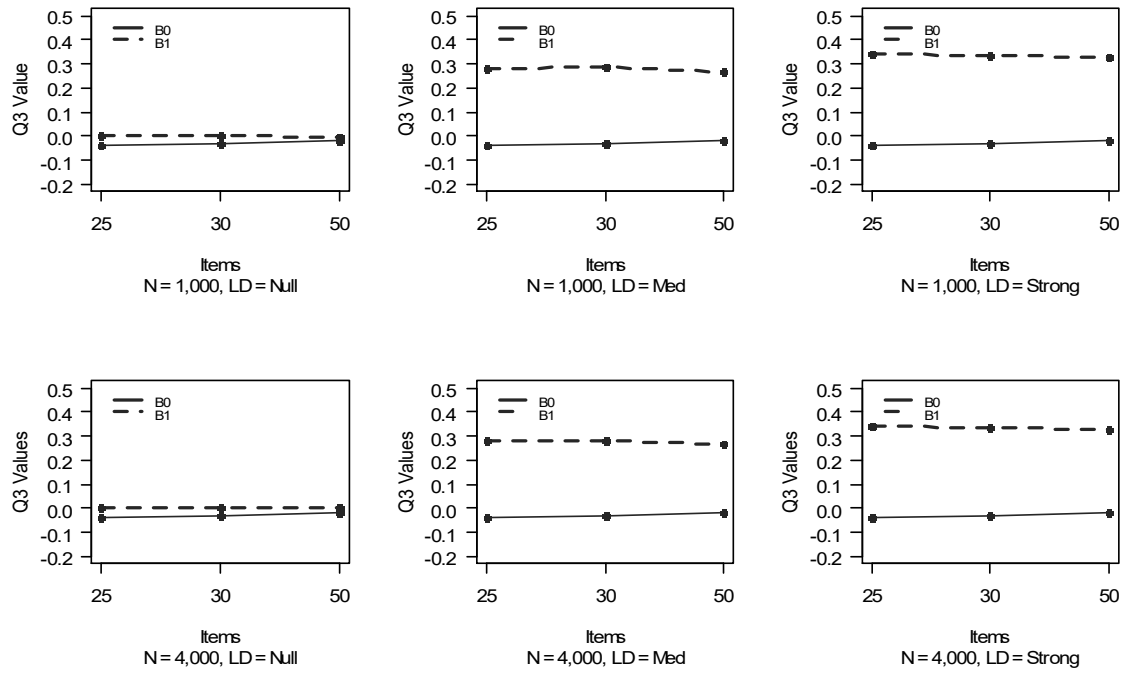 Q3 Value
0.5
0.4
0.3
0.2
0.1
0.0
-0.1
-0.2
B0
B1
25 30 50
Items
N = 1,000, LD = Null
Q3 Value
0.5
0.4
0.3
0.2
0.1
0.0
-0.1
-0.2
B0
B1
25 30 50
Items
N = 1,000, LD = Med
Q3 Value
0.5
0.4
0.3
0.2
0.1
0.0
-0.1
-0.2
B0
B1
25 30 50
Items
N = 1,000, LD = Strong
Q3 Values
0.5
0.4
0.3
0.2
0.1
0.0
-0.1
-0.2
B0
B1
25 30 50
Items
N = 4,000, LD = Null
Q3 Values
0.5
0.4
0.3
0.2
0.1
0.0
-0.1
-0.2
B0
B1
25 30 50
Items
N = 4,000, LD = Med
Q3 Values
0.5
0.4
0.3
0.2
0.1
0.0
-0.1
-0.2
B0
B1
25 30 50
Items
N = 4,000, LD = Strong